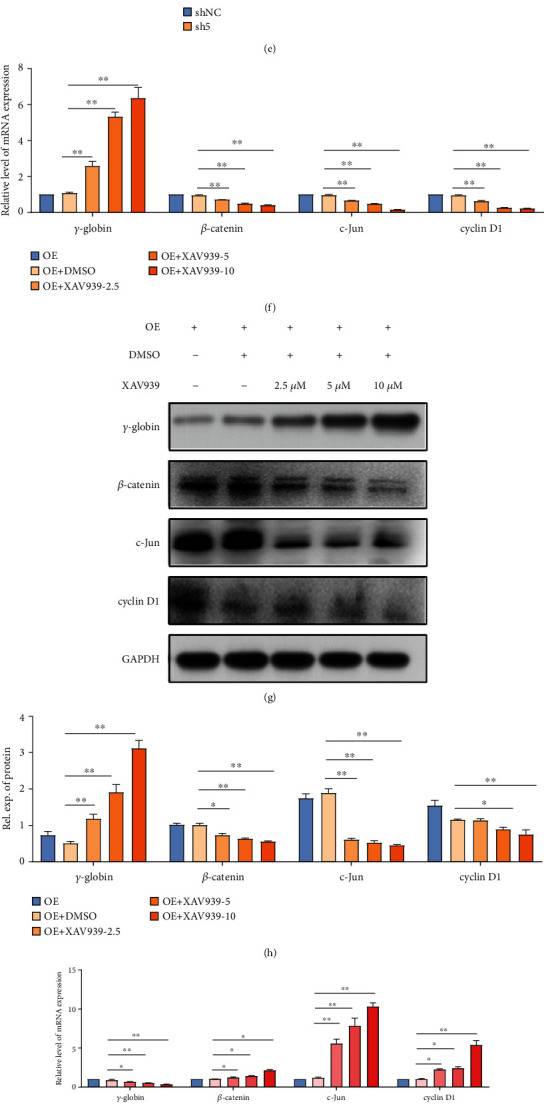 shNC
sh5
(e)
Relative level of mRNA expression
8
6
4
2
0
** ** ** ** ** ** ** ** ** ** ** **
γ-globin β-catenin c-Jun cyclin D1
OE OE+XAV939-5
OE+DMSO OE+XAV939-10
OE+XAV939-2.5
(f)
OE + + + + +
DMSO – + + + +
XAV939 – – 2.5 μM 5 μM 10 μM
γ-globin
β-catenin
c-Jun
cyclin D1
GAPDH
(g)
Rel. exp. of protein
4
3
2
1
0
** ** ** ** ** * ** ** ** ** *
γ-globin β-catenin c-Jun cyclin D1
OE OE+XAV939-5
OE+DMSO OE+XAV939-10
OE+XAV939-2.5
(h)
Relative level of mRNA expression
15
10
5
0
** ** * * * * ** ** ** ** * *
γ-globin β-catenin c-Jun cyclin D1